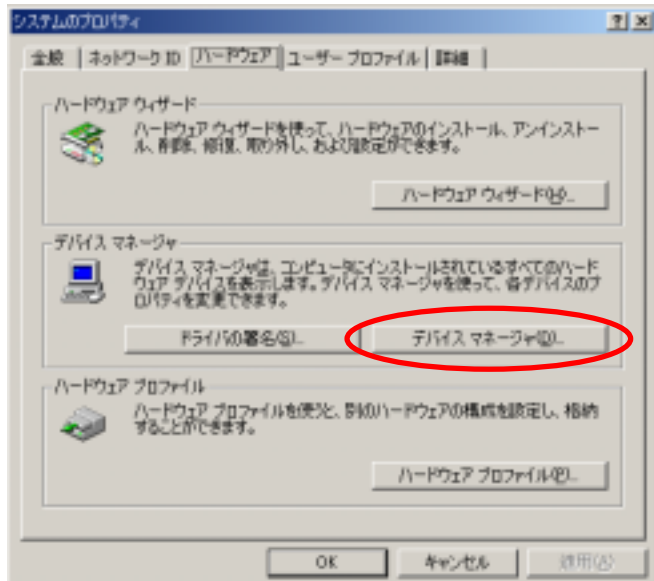 システムのプロパティ
全般 ネットワーク ID ハードウェア ユーザー プロファイル 詳細
ハードウェア ウィザード
ハードウェア ウィザードを使って、ハードウェアのインストール、アンインストー
ル、削除、修復、取り外し、および設定ができます。
ハードウェア ウィザード(H)...
デバイス マネージャ
デバイス マネージャは、コンピュータにインストールされているすべてのハード
ウェア デバイスを表示します。デバイス マネージャを使って、各デバイスのプ
ロパティを変更できます。
ドライバの署名(S)... デバイス マネージャ(D)...
ハードウェア プロファイル
ハードウェア プロファイルを使うと、別のハードウェアの構成を設定し、格納
することができます。
ハードウェア プロファイル(P)...
OK キャンセル 適用(A)